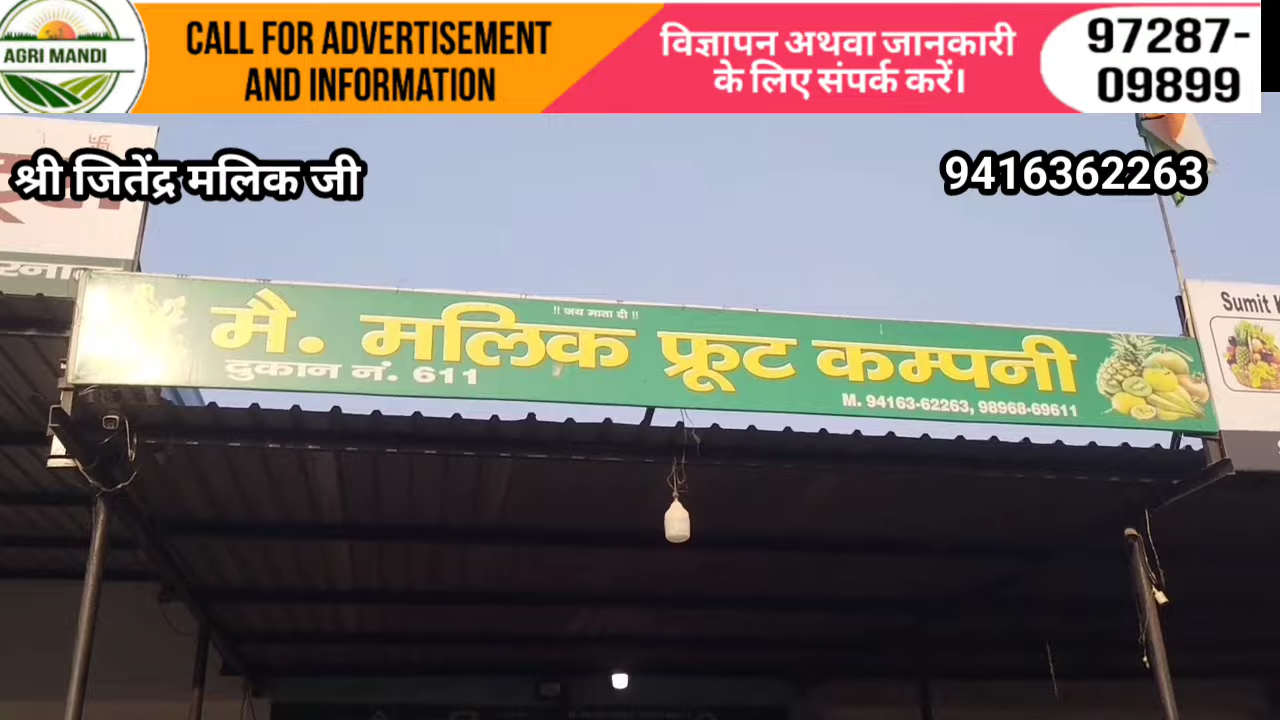 AGRI MANDI
CALL FOR ADVERTISEMENT
AND INFORMATION
विज्ञापन अथवा जानकारी
के लिए संपर्क करें।
97287-
09899
श्री जितेंद्र मलिक जी
9416362263
!! जय माता दी !!
मै. मलिक फ्रूट कम्पनी
दुकान नं. 611
M. 94163-62263, 98968-69611
Sumit